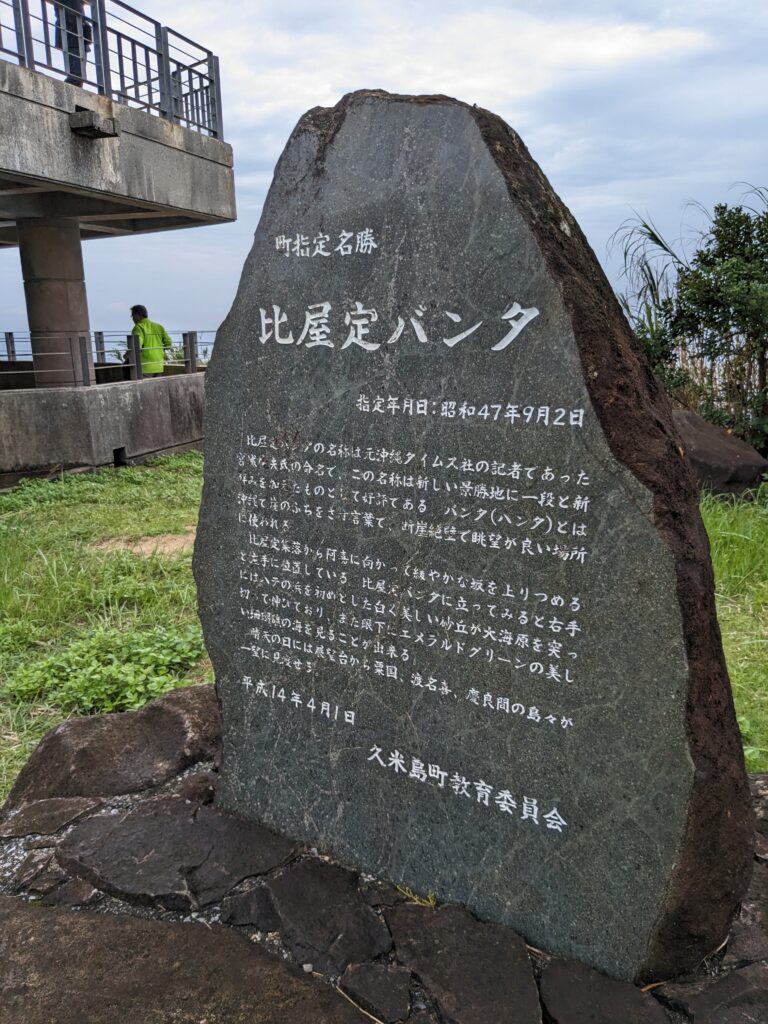 町指定名勝
比屋定バンタ
指定年月日:昭和47年9月2日
比屋定バンタの名称は元沖縄タイムス社の記者であった
宮城 夫氏の命名で、この名称は新しい景勝地に一段と新
鮮みを加えたものとして好評である バンタ(ハンタ)とは
沖縄で崖のふちをさす言葉で、断崖絶壁で眺望が良い場所
に使われる
比屋定集落から阿嘉に向かって緩やかな坂を上りつめる
と左手に位置している 比屋定バンタに立ってみると右手
にはハテの浜を初めとした白く美しい砂丘が大海原を突っ
切って伸びており、また眼下にエメラルドグリーンの美し
い珊瑚礁の海を見ることが出来る
晴天の日には展望台から粟国、渡名喜、慶良間の島々が
一望に見渡せる
平成14年4月1日
久米島町教育委員会